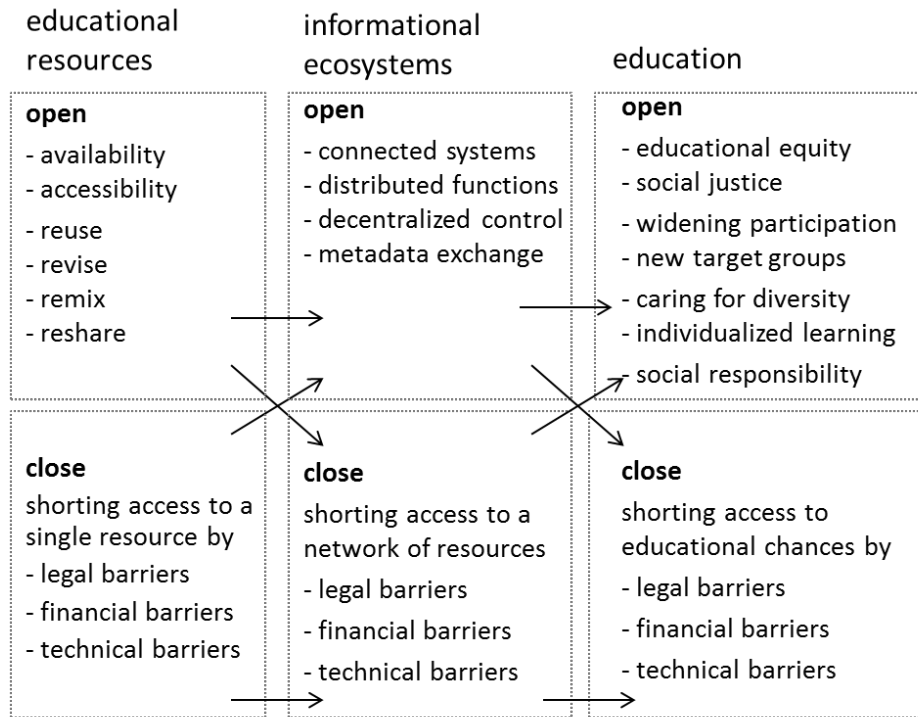 educational
resources
informational
ecosystems
education
open
- availability
- accessibility
- reuse
- revise
- remix
- reshare
open
- connected systems
- distributed functions
- decentralized control
- metadata exchange
open
- educational equity
- social justice
- widening participation
- new target groups
- caring for diversity
- individualized learning
- social responsibility
close
shorting access to a
single resource by
- legal barriers
- financial barriers
- technical barriers
close
shorting access to a
network of resources
- legal barriers
- financial barriers
- technical barriers
close
shorting access to
educational chances by
- legal barriers
- financial barriers
- technical barriers